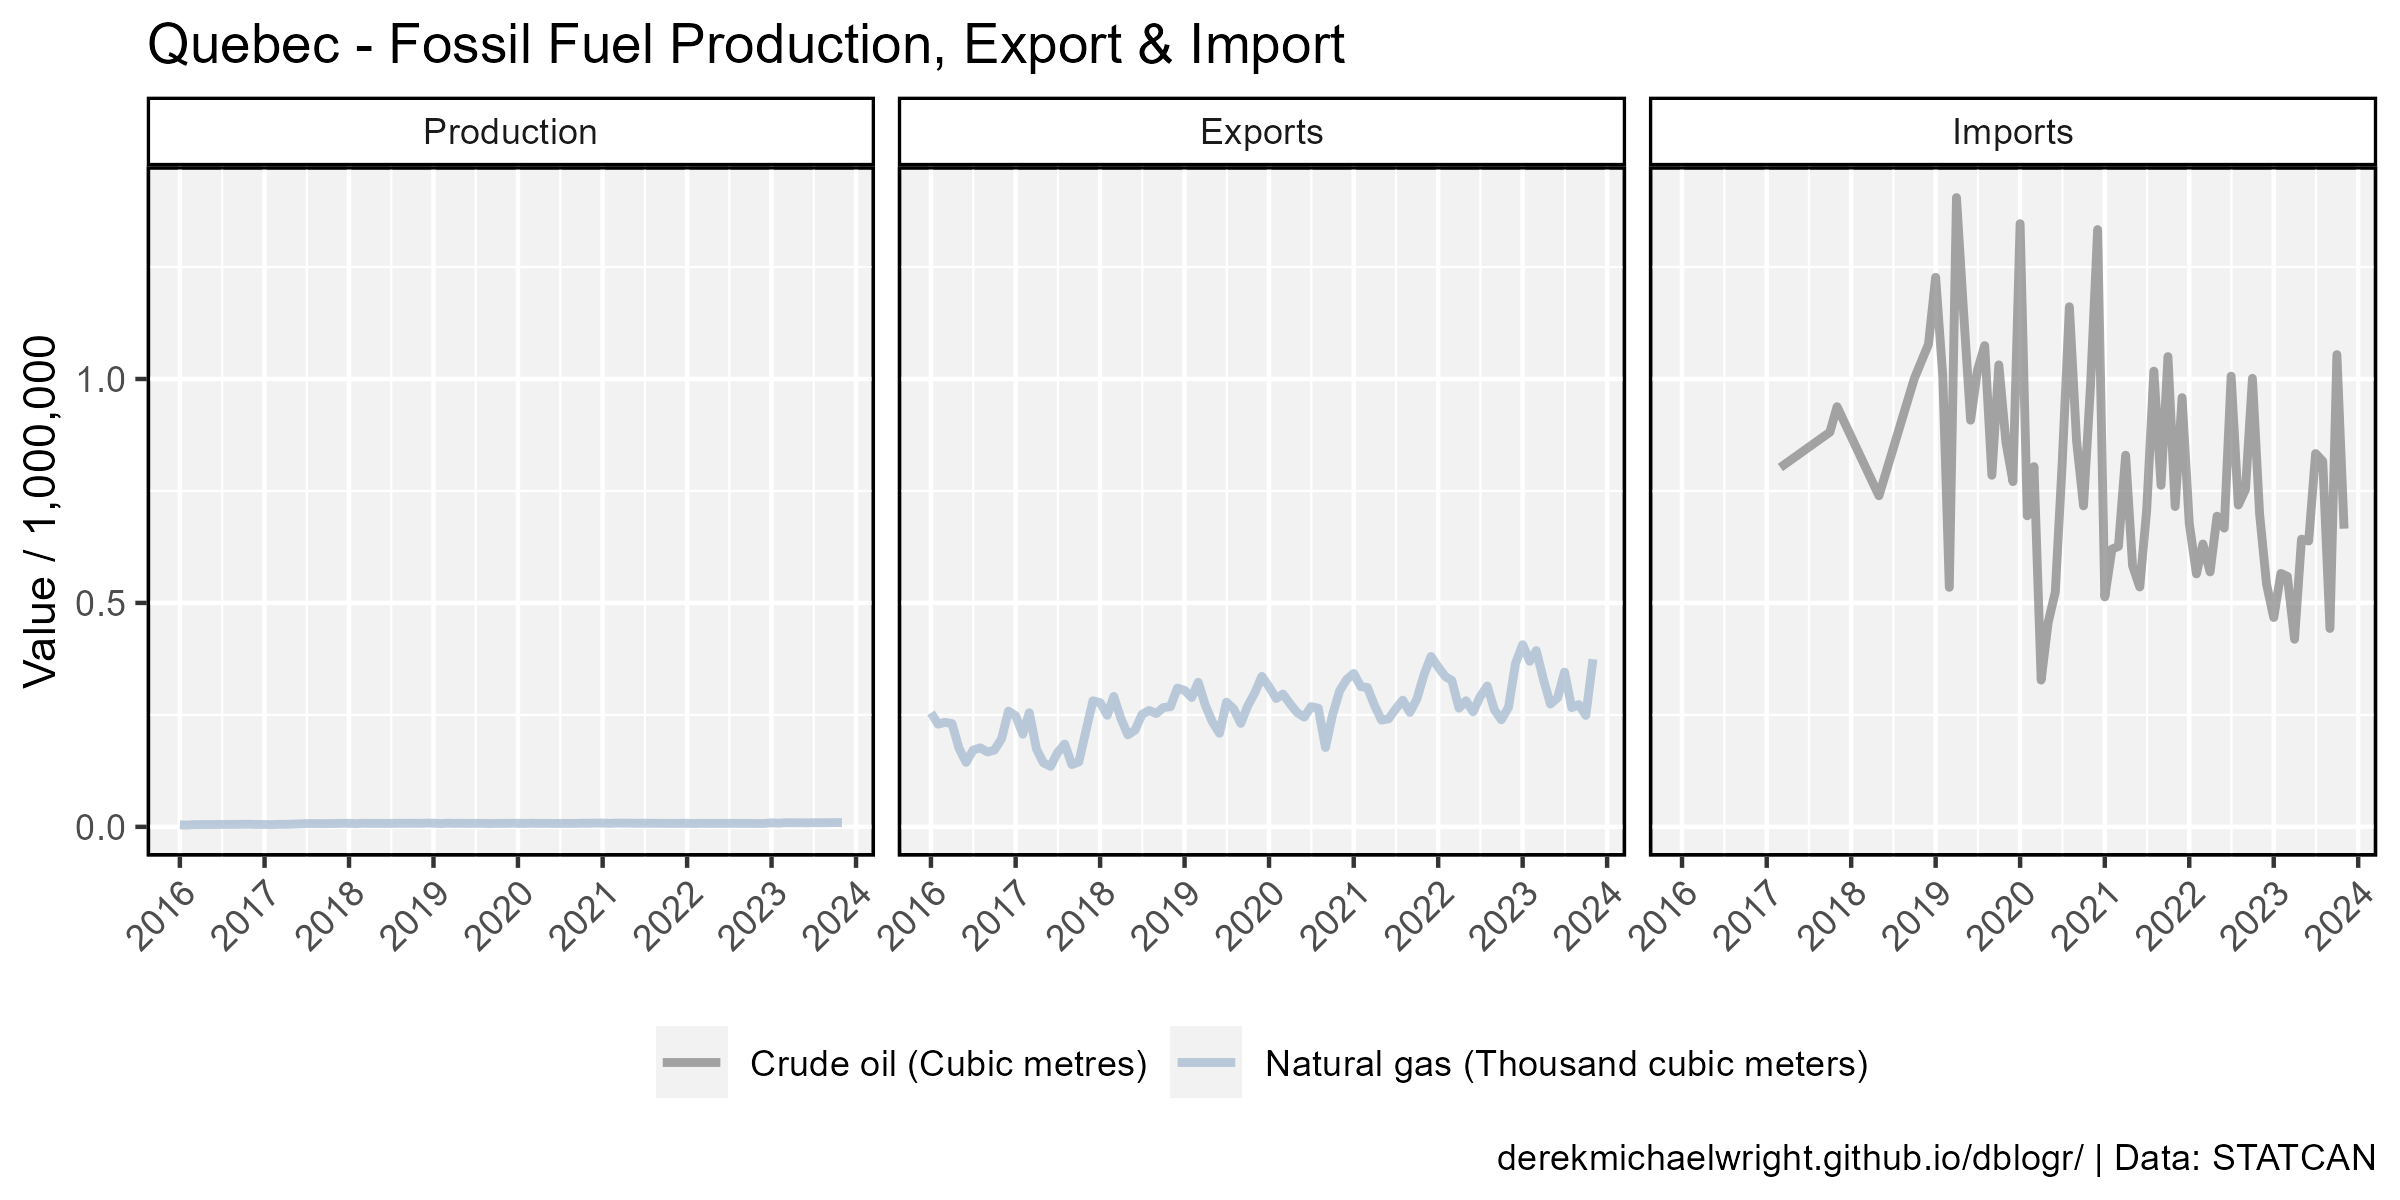 Quebec - Fossil Fuel Production, Export & Import
Production
Exports
Imports
Value / 1,000,000
1.0
0.5
0.0
2016 2017 2018 2019 2020 2021 2022 2023 2024
2016 2017 2018 2019 2020 2021 2022 2023 2024
2016 2017 2018 2019 2020 2021 2022 2023 2024
Crude oil (Cubic metres)
Natural gas (Thousand cubic meters)
derekmichaelwright.github.io/dblogr/ | Data: STATCAN